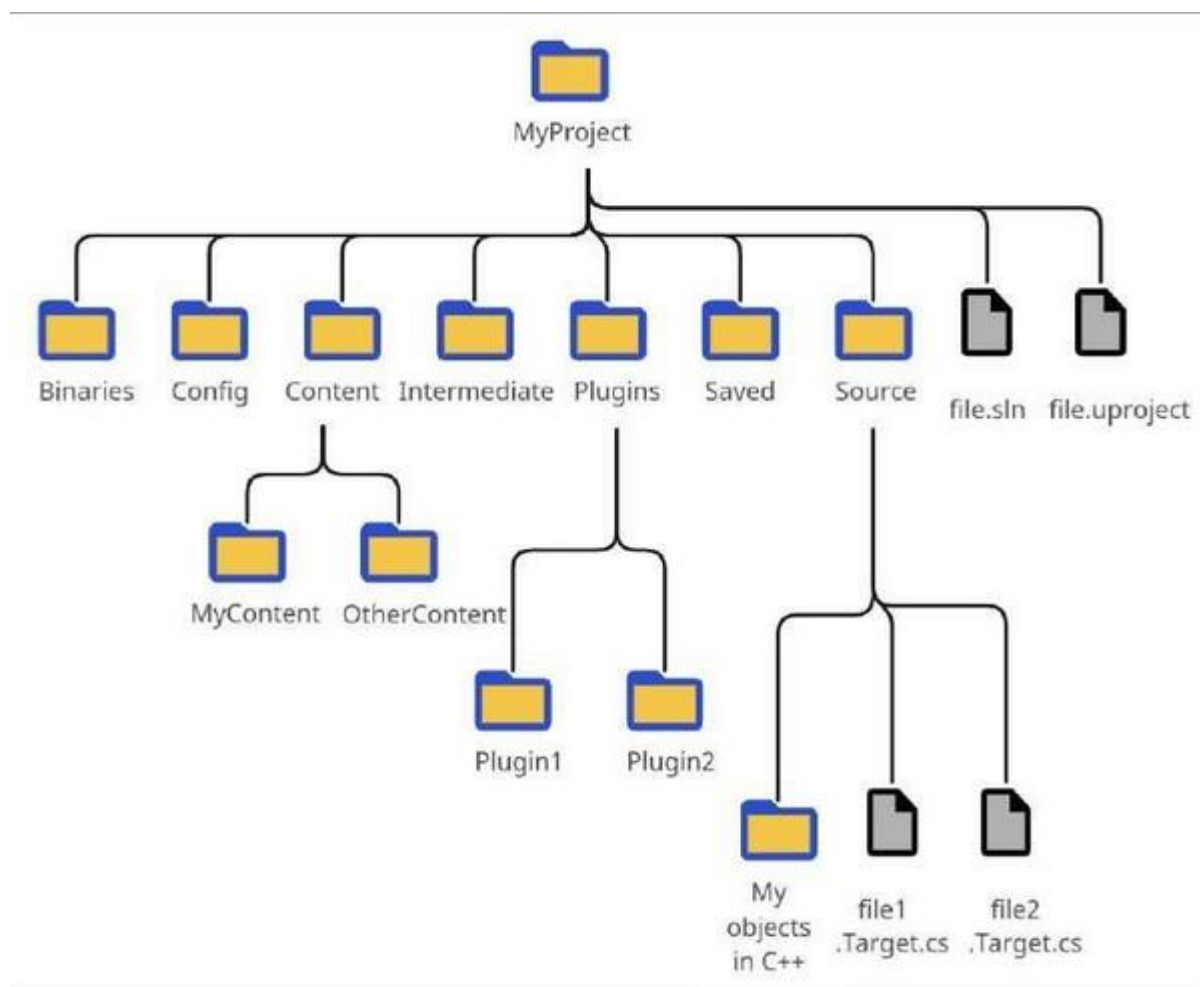 MyProject
Binaries
Config
Content
Intermediate
Plugins
Saved
Source
file.sln
file.uproject
MyContent
OtherContent
Plugin1
Plugin2
My
objects
in C++
file1
.Target.cs
file2
.Target.cs